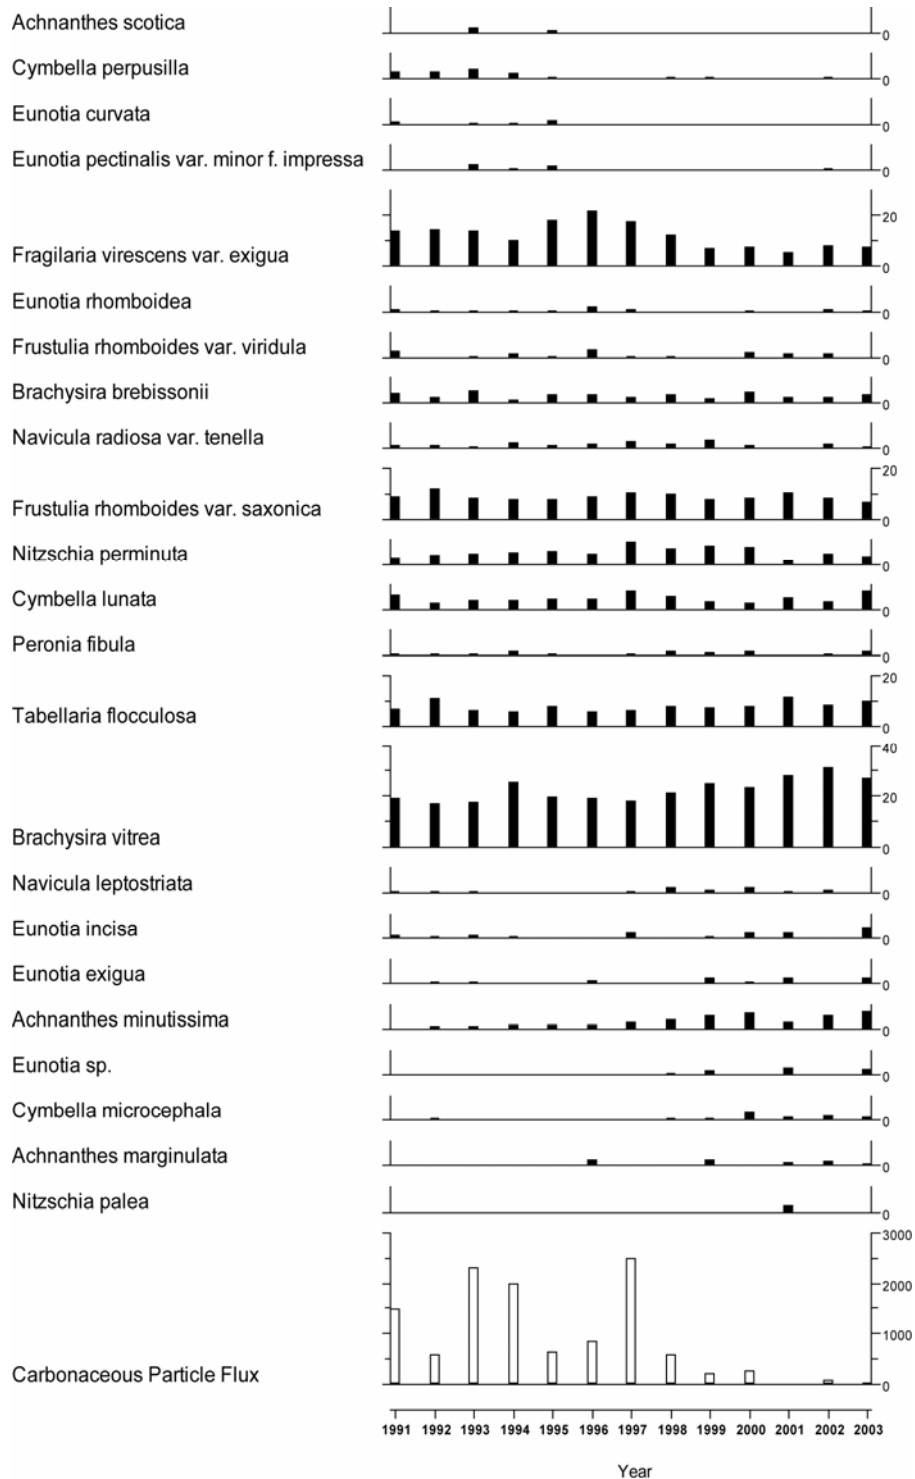 Achnanthes scotica
0
Cymbella perpusilla
0
Eunotia curvata
0
Eunotia pectinalis var. minor f. impressa
0
20
Fragilaria virescens var. exigua
0
Eunotia rhomboidea
0
Frustulia rhomboides var. viridula
0
Brachysira brebissonii
0
Navicula radiosa var. tenella
0
20
Frustulia rhomboides var. saxonica
0
Nitzschia perminuta
0
Cymbella lunata
0
Peronia fibula
0
20
Tabellaria flocculosa
0
40
20
Brachysira vitrea
0
Navicula leptostriata
0
Eunotia incisa
0
Eunotia exigua
0
Achnanthes minutissima
0
Eunotia sp.
0
Cymbella microcephala
0
Achnanthes marginulata
0
Nitzschia palea
0
3000
2000
1000
Carbonaceous Particle Flux
0
1991 1992 1993 1994 1995 1996 1997 1998 1999 2000 2001 2002 2003
Year